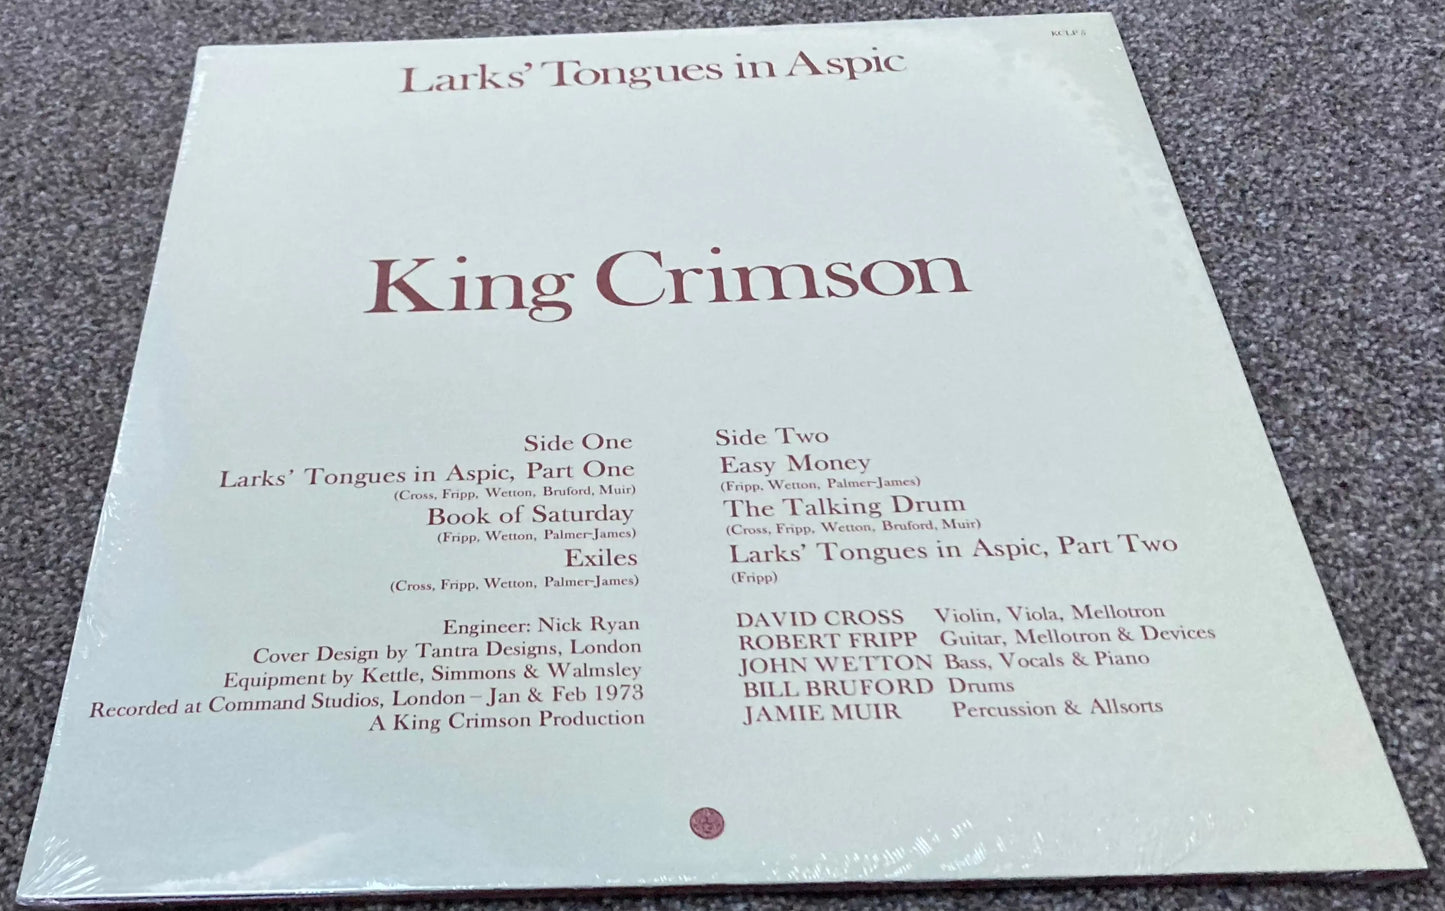 KCLP 5
Larks' Tongues in Aspic
King Crimson
Side One
Larks' Tongues in Aspic, Part One
(Cross, Fripp, Wetton, Bruford, Muir)
Book of Saturday
(Fripp, Wetton, Palmer-James)
Exiles
(Cross, Fripp, Wetton, Palmer-James)
Engineer: Nick Ryan
Cover Design by Tantra Designs, London
Equipment by Kettle, Simmons & Walmsley
Recorded at Command Studios, London – Jan & Feb 1973
A King Crimson Production
Side Two
Easy Money
(Fripp, Wetton, Palmer-James)
The Talking Drum
(Cross, Fripp, Wetton, Bruford, Muir)
Larks' Tongues in Aspic, Part Two
(Fripp)
DAVID CROSS Violin, Viola, Mellotron
ROBERT FRIPP Guitar, Mellotron & Devices
JOHN WETTON Bass, Vocals & Piano
BILL BRUFORD Drums
JAMIE MUIR Percussion & Allsorts